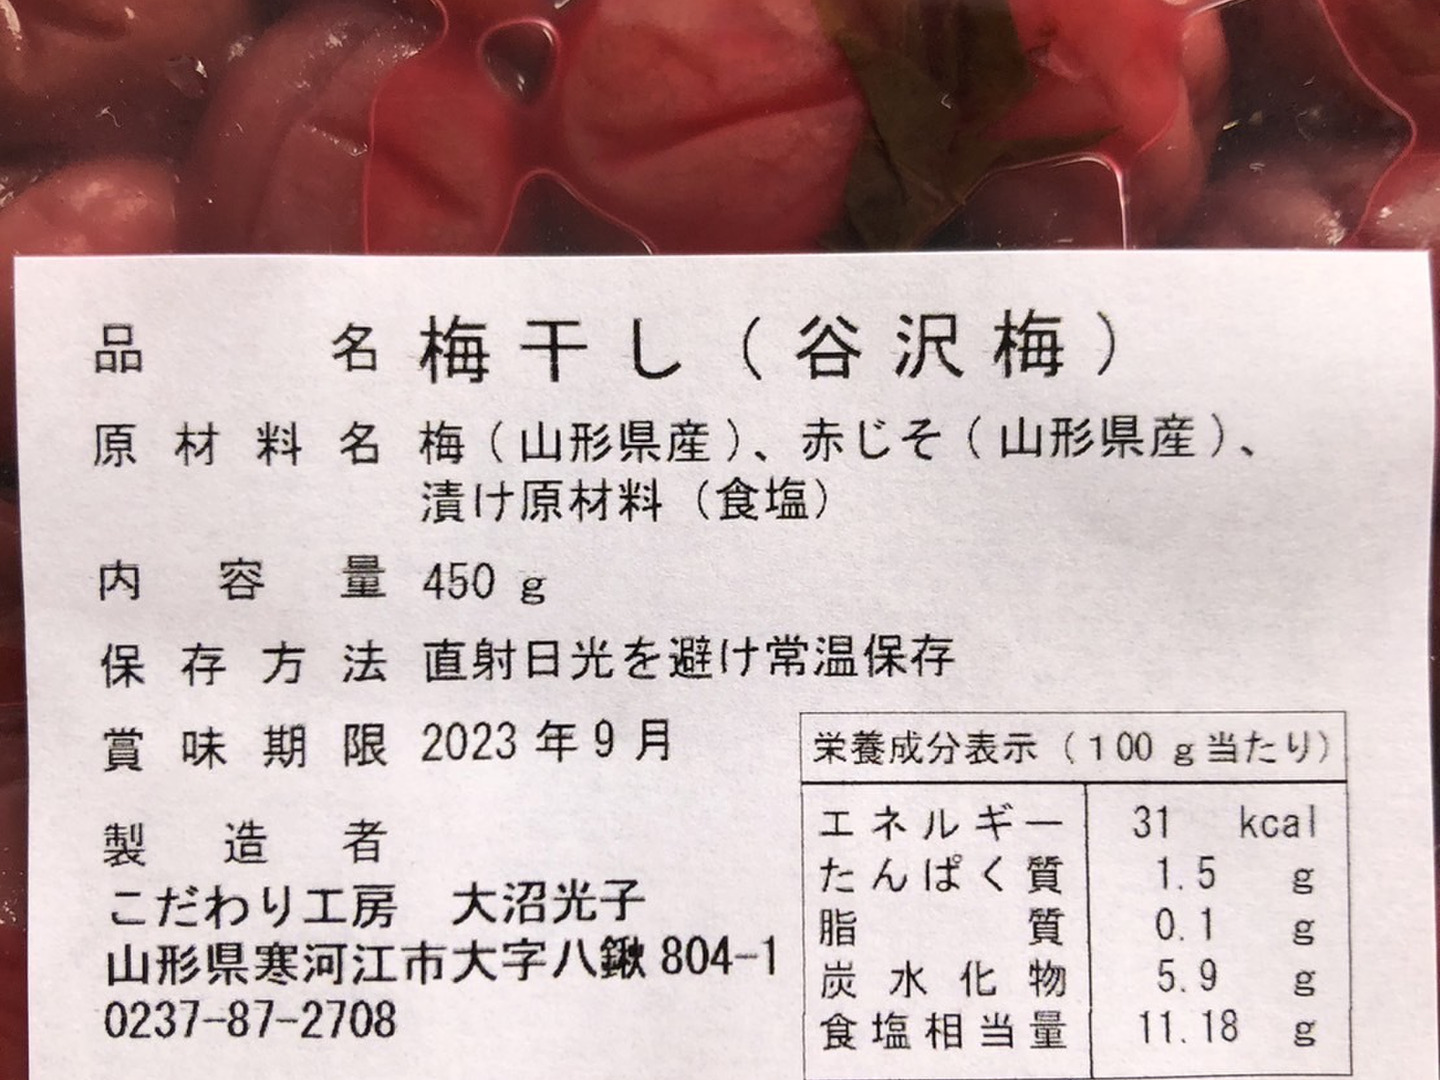 品名 梅干し(谷沢梅)
原材料名 梅(山形県産)、赤じそ(山形県産)、
漬け原材料(食塩)
内容量 450 g
保存方法 直射日光を避け常温保存
賞味期限 2023 年 9 月
製造者
こだわり工房 大沼光子
山形県寒河江市大字八鍬 804-1
0237-87-2708
栄養成分表示(100 g当たり)
エネルギー 31 kcal
たんぱく質 1.5 g
脂質 0.1 g
炭水化物 5.9 g
食塩相当量 11.18 g